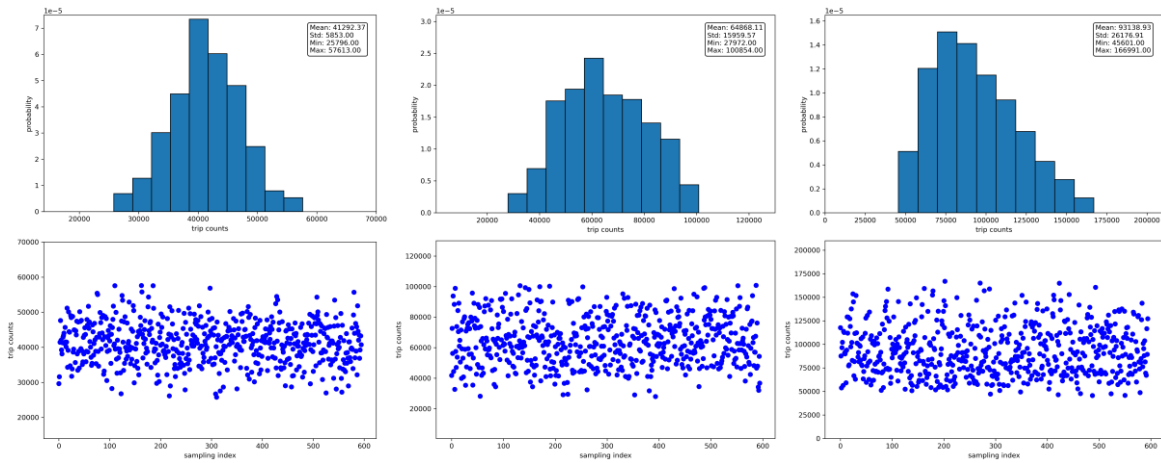 1e−5
Mean: 41292.37
Std: 5853.00
Min: 25796.00
Max: 57613.00
probability
7
6
5
4
3
2
1
0
20000 30000 40000 50000 60000 70000
trip counts
1e−5
Mean: 64868.11
Std: 15959.57
Min: 27972.00
Max: 100854.00
probability
3.0
2.5
2.0
1.5
1.0
0.5
0.0
20000 40000 60000 80000 100000 120000
trip counts
1e−5
Mean: 93138.93
Std: 26176.91
Min: 45601.00
Max: 166991.00
probability
1.6
1.4
1.2
1.0
0.8
0.6
0.4
0.2
0.0
0 25000 50000 75000 100000 125000 150000 175000 200000
trip counts
trip counts
70000
60000
50000
40000
30000
20000
0 100 200 300 400 500 600
sampling index
trip counts
120000
100000
80000
60000
40000
20000
0 100 200 300 400 500 600
sampling index
trip counts
200000
175000
150000
125000
100000
75000
50000
25000
0
0 100 200 300 400 500 600
sampling index